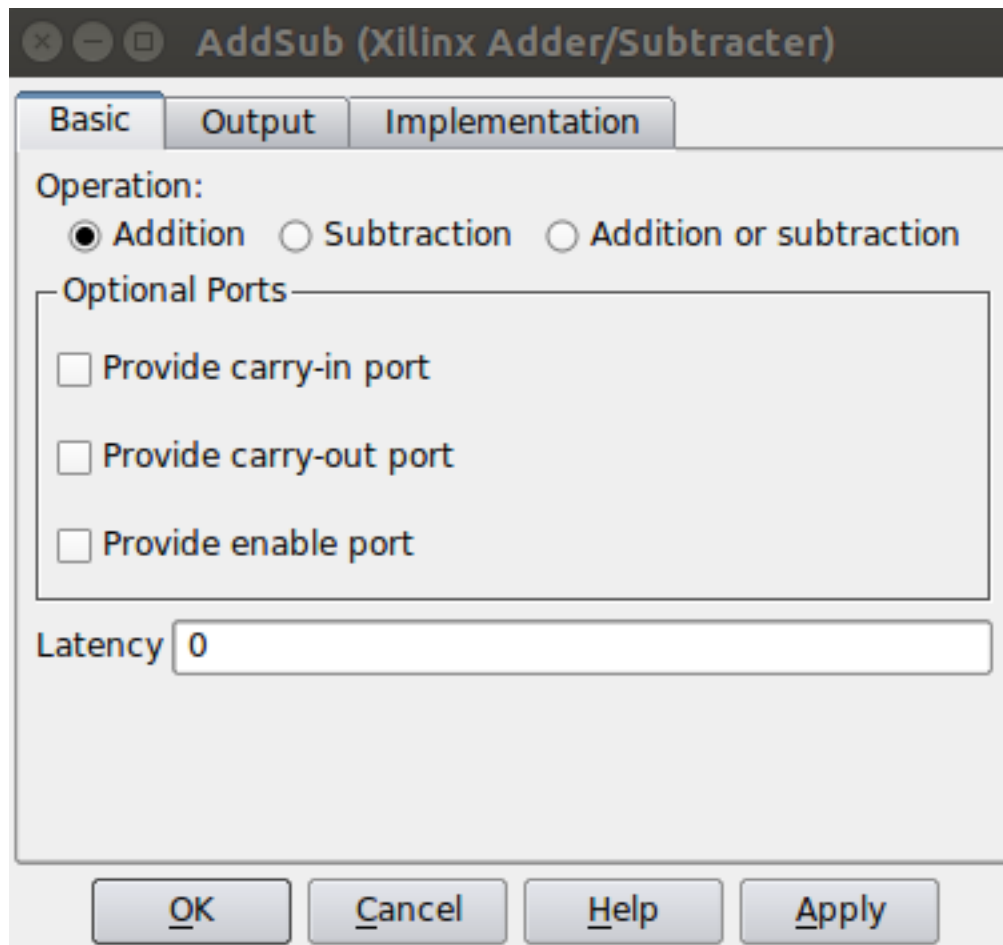 AddSub (Xilinx Adder/Subtracter)
Basic Output Implementation
Operation:
Addition Subtraction Addition or subtraction
Optional Ports
Provide carry-in port
Provide carry-out port
Provide enable port
Latency 0
OK Cancel Help Apply